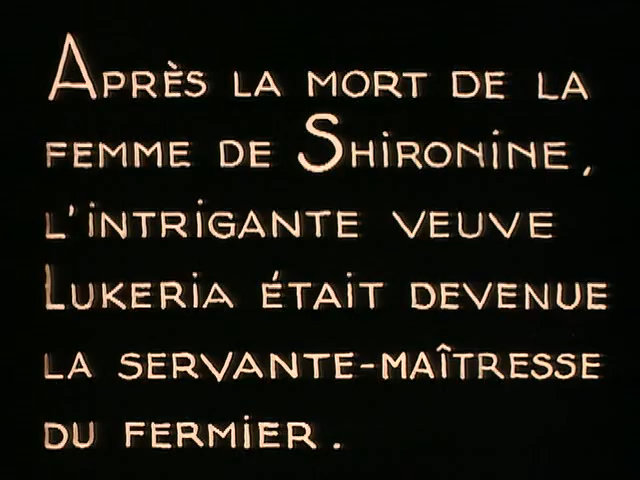 Après la mort de la
femme de Shironine,
l'intrigante veuve
Lukeria était devenue
la servante-maîtresse
du fermier.